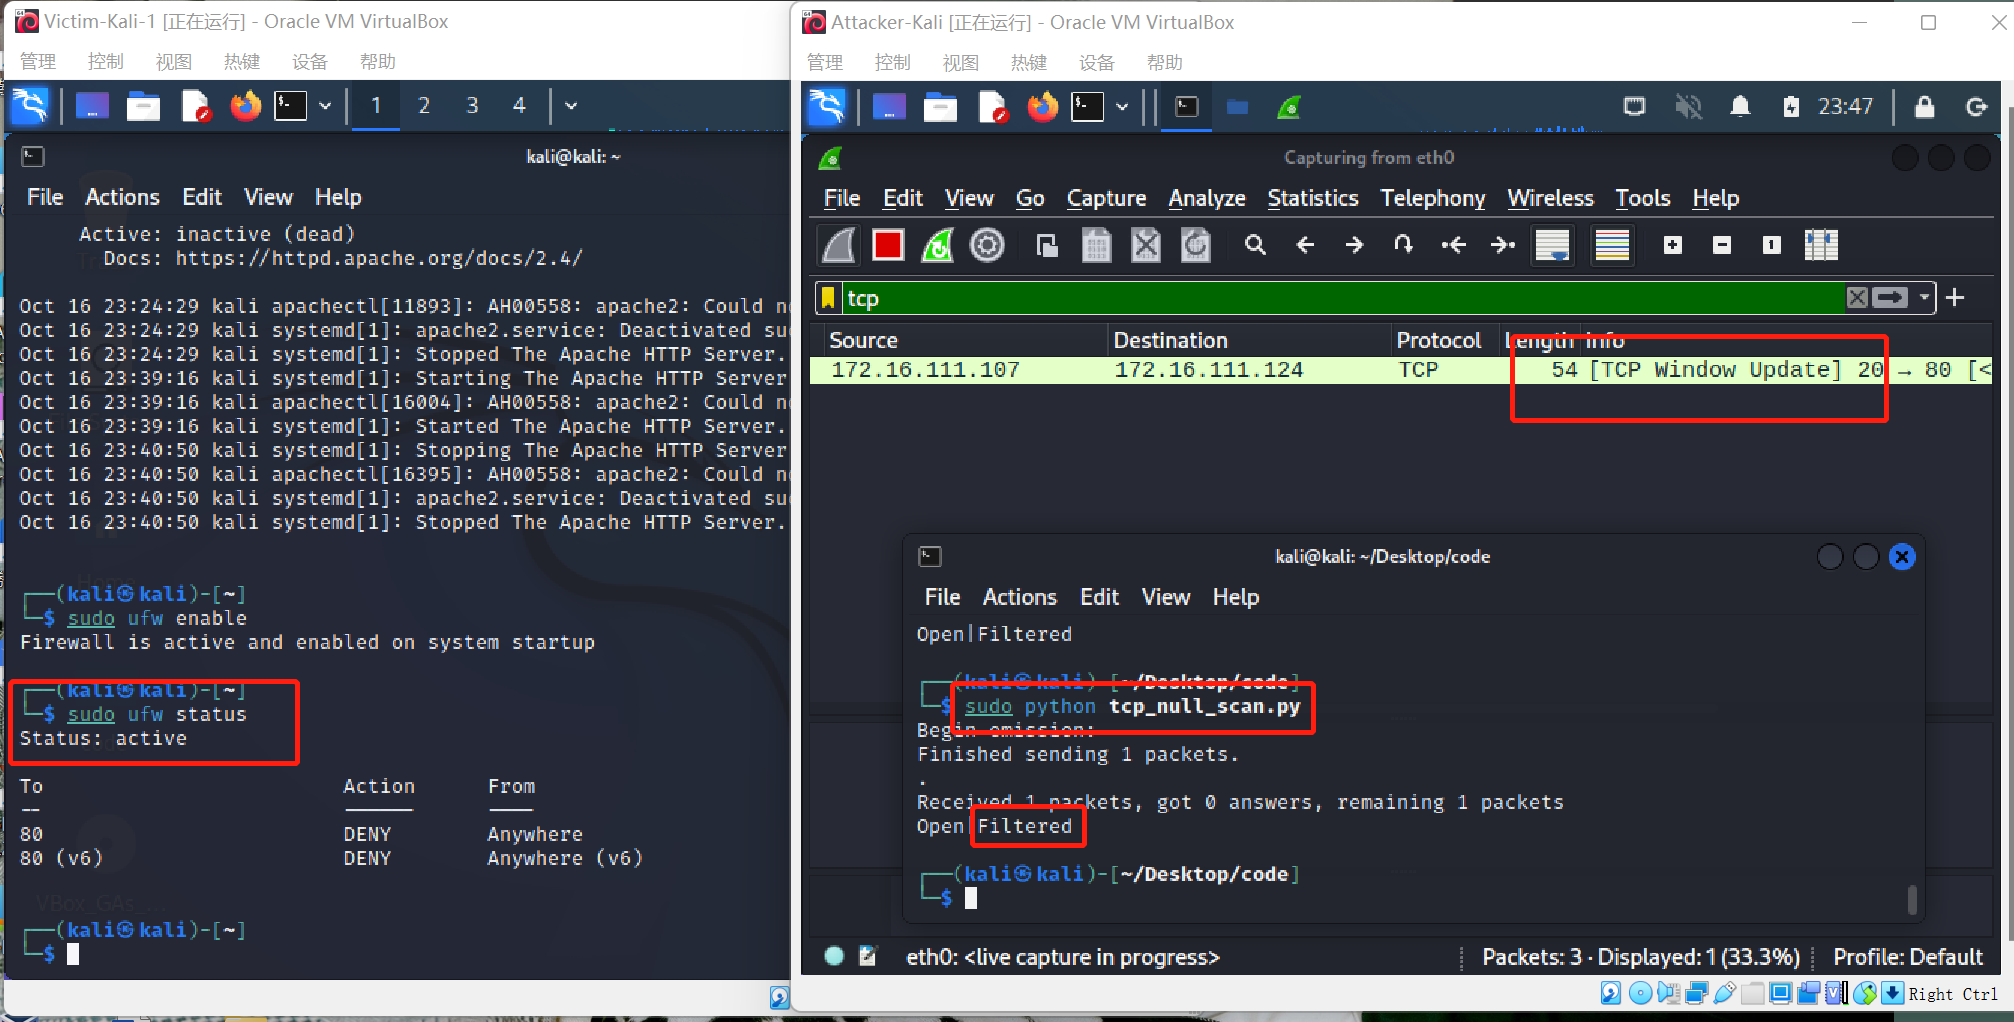 Victim-Kali-1 [正在运行] - Oracle VM VirtualBox
管理 控制 视图 热键 设备 帮助
1 2 3 4
kali@kali: ~
File Actions Edit View Help
Active: inactive (dead)
Docs: https://httpd.apache.org/docs/2.4/
Oct 16 23:24:29 kali apachectl[11893]: AH00558: apache2: Could no
Oct 16 23:24:29 kali systemd[1]: apache2.service: Deactivated suc
Oct 16 23:24:29 kali systemd[1]: Stopped The Apache HTTP Server.
Oct 16 23:39:16 kali systemd[1]: Starting The Apache HTTP Server
Oct 16 23:39:16 kali apachectl[16004]: AH00558: apache2: Could no
Oct 16 23:39:16 kali systemd[1]: Started The Apache HTTP Server.
Oct 16 23:40:50 kali systemd[1]: Stopping The Apache HTTP Server
Oct 16 23:40:50 kali apachectl[16395]: AH00558: apache2: Could no
Oct 16 23:40:50 kali systemd[1]: apache2.service: Deactivated suc
Oct 16 23:40:50 kali systemd[1]: Stopped The Apache HTTP Server.
┌──(kali㉿kali)-[~]
└─$ sudo ufw enable
Firewall is active and enabled on system startup
┌──(kali㉿kali)-[~]
└─$ sudo ufw status
Status: active
To Action From
-- ------ ----
80 DENY Anywhere
80 (v6) DENY Anywhere (v6)
┌──(kali㉿kali)-[~]
└─$
Attacker-Kali [正在运行] - Oracle VM VirtualBox
管理 控制 视图 热键 设备 帮助
23:47
Capturing from eth0
File Edit View Go Capture Analyze Statistics Telephony Wireless Tools Help
tcp
Source Destination Protocol Length Info
172.16.111.107 172.16.111.124 TCP 54 [TCP Window Update] 20 → 80 [<
kali@kali: ~/Desktop/code
File Actions Edit View Help
Open|Filtered
┌──(kali㉿kali)-[~/Desktop/code]
└─$ sudo python tcp_null_scan.py
Begin emission:
Finished sending 1 packets.
.
Received 1 packets, got 0 answers, remaining 1 packets
Open|Filtered
┌──(kali㉿kali)-[~/Desktop/code]
└─$
eth0: <live capture in progress> Packets: 3 · Displayed: 1 (33.3%) Profile: Default
Right Ctrl